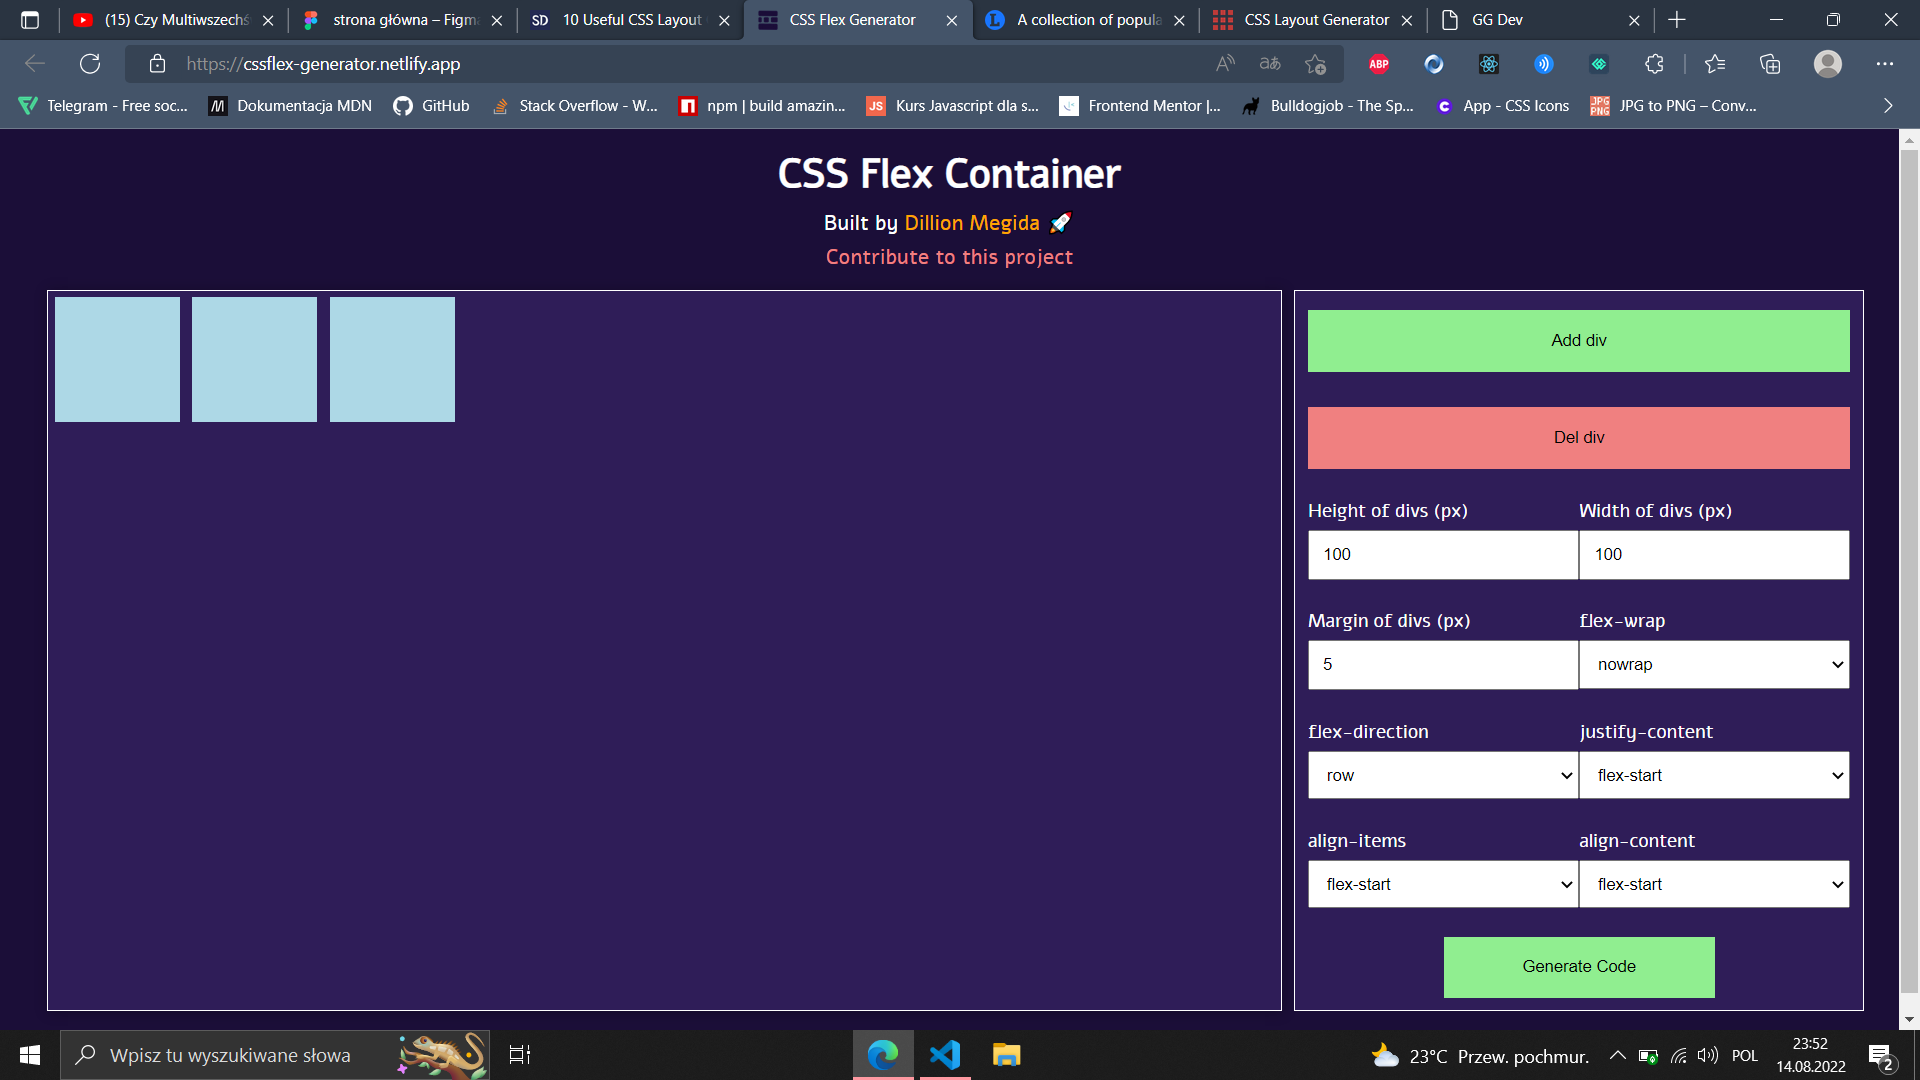 (15) Czy Multiwszechś
strona główna – Figma
SD
10 Useful CSS Layout
CSS Flex Generator
A collection of popula
CSS Layout Generator
GG Dev
https://cssflex-generator.netlify.app
ABP
Telegram - Free soc...
M
Dokumentacja MDN
GitHub
Stack Overflow - W...
npm | build amazin...
JS
Kurs Javascript dla s...
Frontend Mentor |...
Bulldogjob - The Sp...
App - CSS Icons
JPG PNG
JPG to PNG – Conv...
CSS Flex Container
Built by Dillion Megida 🚀
Contribute to this project
Add div
Del div
Height of divs (px)
Width of divs (px)
100
100
Margin of divs (px)
flex-wrap
5
nowrap
flex-direction
justify-content
row
flex-start
align-items
align-content
flex-start
flex-start
Generate Code
Wpisz tu wyszukiwane słowa
23°C Przew. pochmur.
POL
23:52
14.08.2022
2